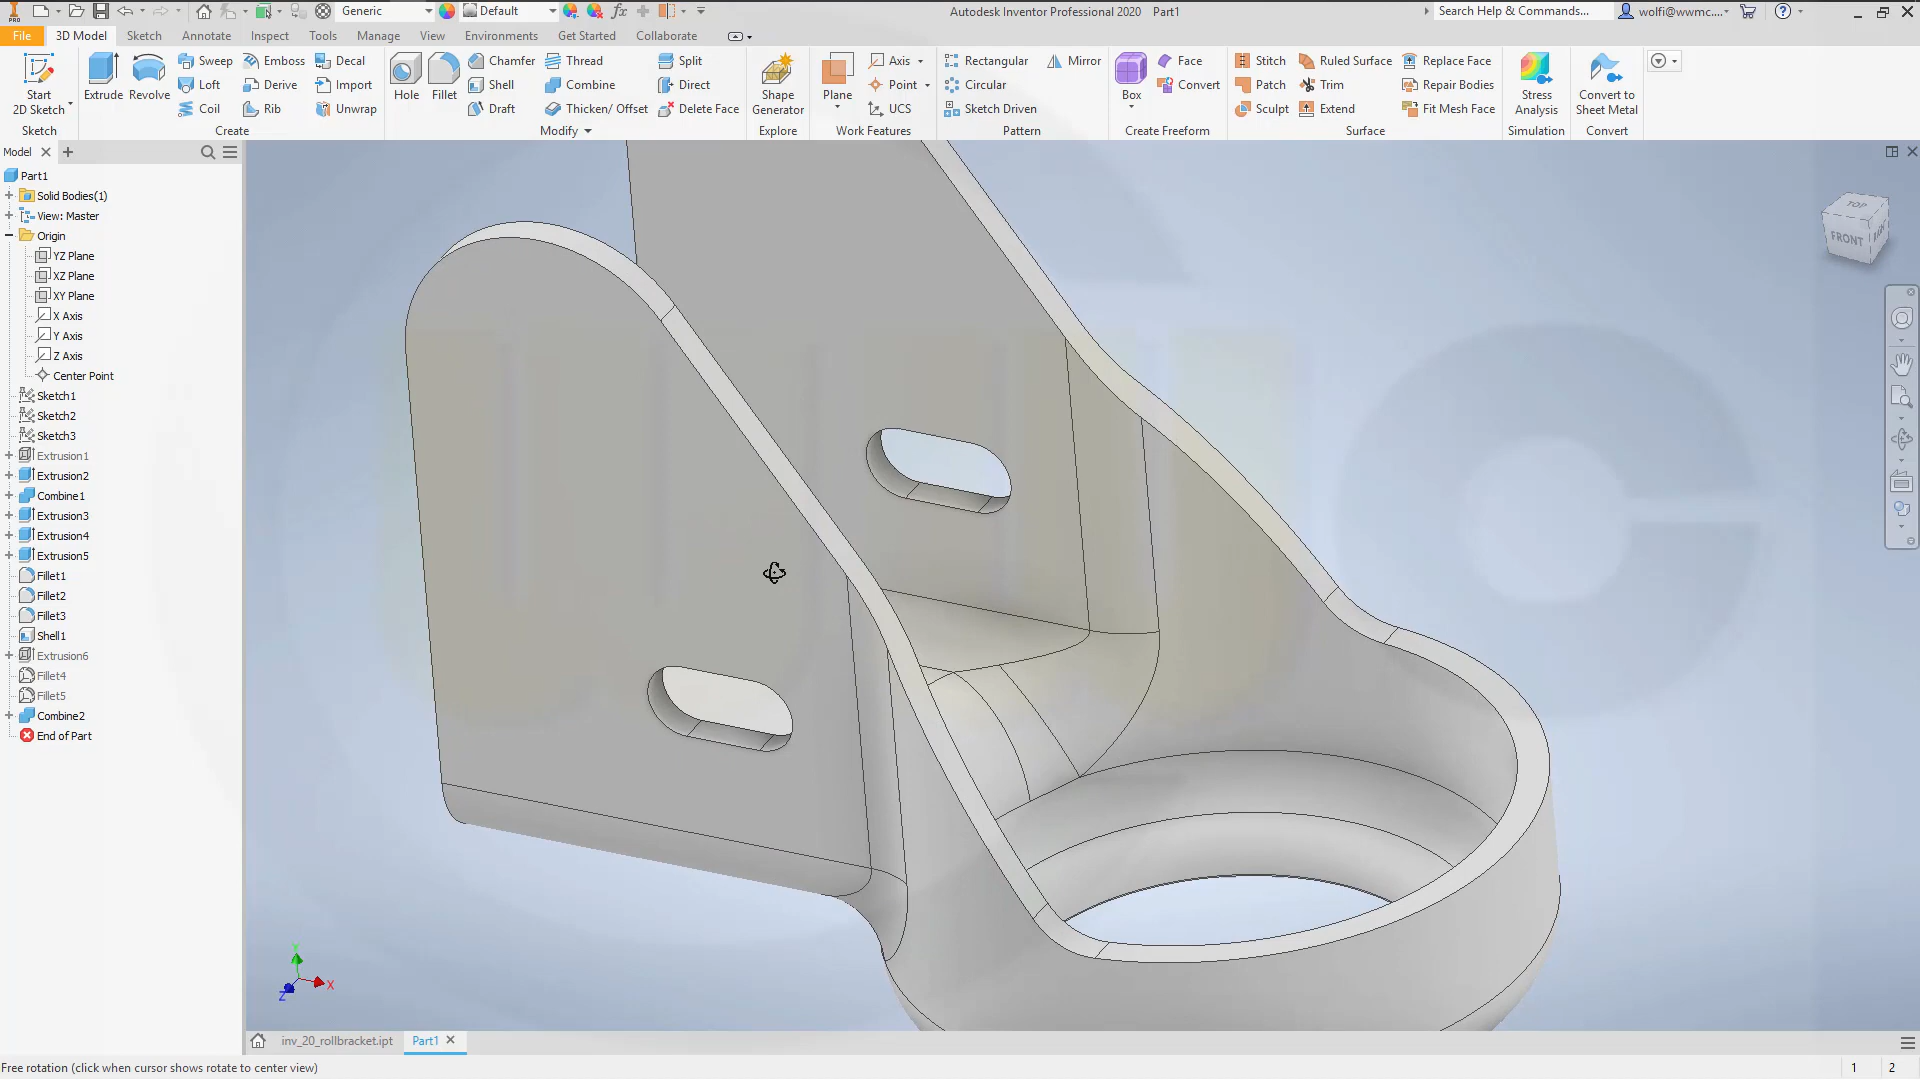 PRO
Generic
Default
fx
Autodesk Inventor Professional 2020 Part1
Search Help & Commands...
wolfi@wwmc....
File
3D Model
Sketch
Annotate
Inspect
Tools
Manage
View
Environments
Get Started
Collaborate
Start
2D Sketch
Sketch
Extrude
Revolve
Sweep
Loft
Coil
Emboss
Derive
Rib
Decal
Import
Unwrap
Create
Hole
Fillet
Chamfer
Shell
Draft
Thread
Combine
Thicken/ Offset
Split
Direct
Delete Face
Modify
Shape
Generator
Explore
Plane
Axis
Point
UCS
Work Features
Rectangular
Circular
Sketch Driven
Mirror
Pattern
Box
Face
Convert
Create Freeform
Stitch
Patch
Sculpt
Ruled Surface
Trim
Extend
Replace Face
Repair Bodies
Fit Mesh Face
Surface
Stress
Analysis
Simulation
Convert to
Sheet Metal
Convert
Model
Part1
Solid Bodies(1)
View: Master
Origin
YZ Plane
XZ Plane
XY Plane
X Axis
Y Axis
Z Axis
Center Point
Sketch1
Sketch2
Sketch3
Extrusion1
Extrusion2
Combine1
Extrusion3
Extrusion4
Extrusion5
Fillet1
Fillet2
Fillet3
Shell1
Extrusion6
Fillet4
Fillet5
Combine2
End of Part
TOP
FRONT
Y
X
Z
inv_20_rollbracket.ipt
Part1
Free rotation (click when cursor shows rotate to center view)
1
2